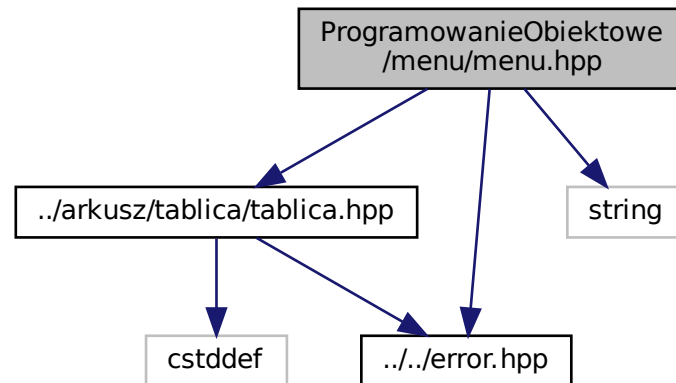 ProgramowanieObiektowe
/menu/menu.hpp
../arkusz/tablica/tablica.hpp
string
cstddef
../../error.hpp